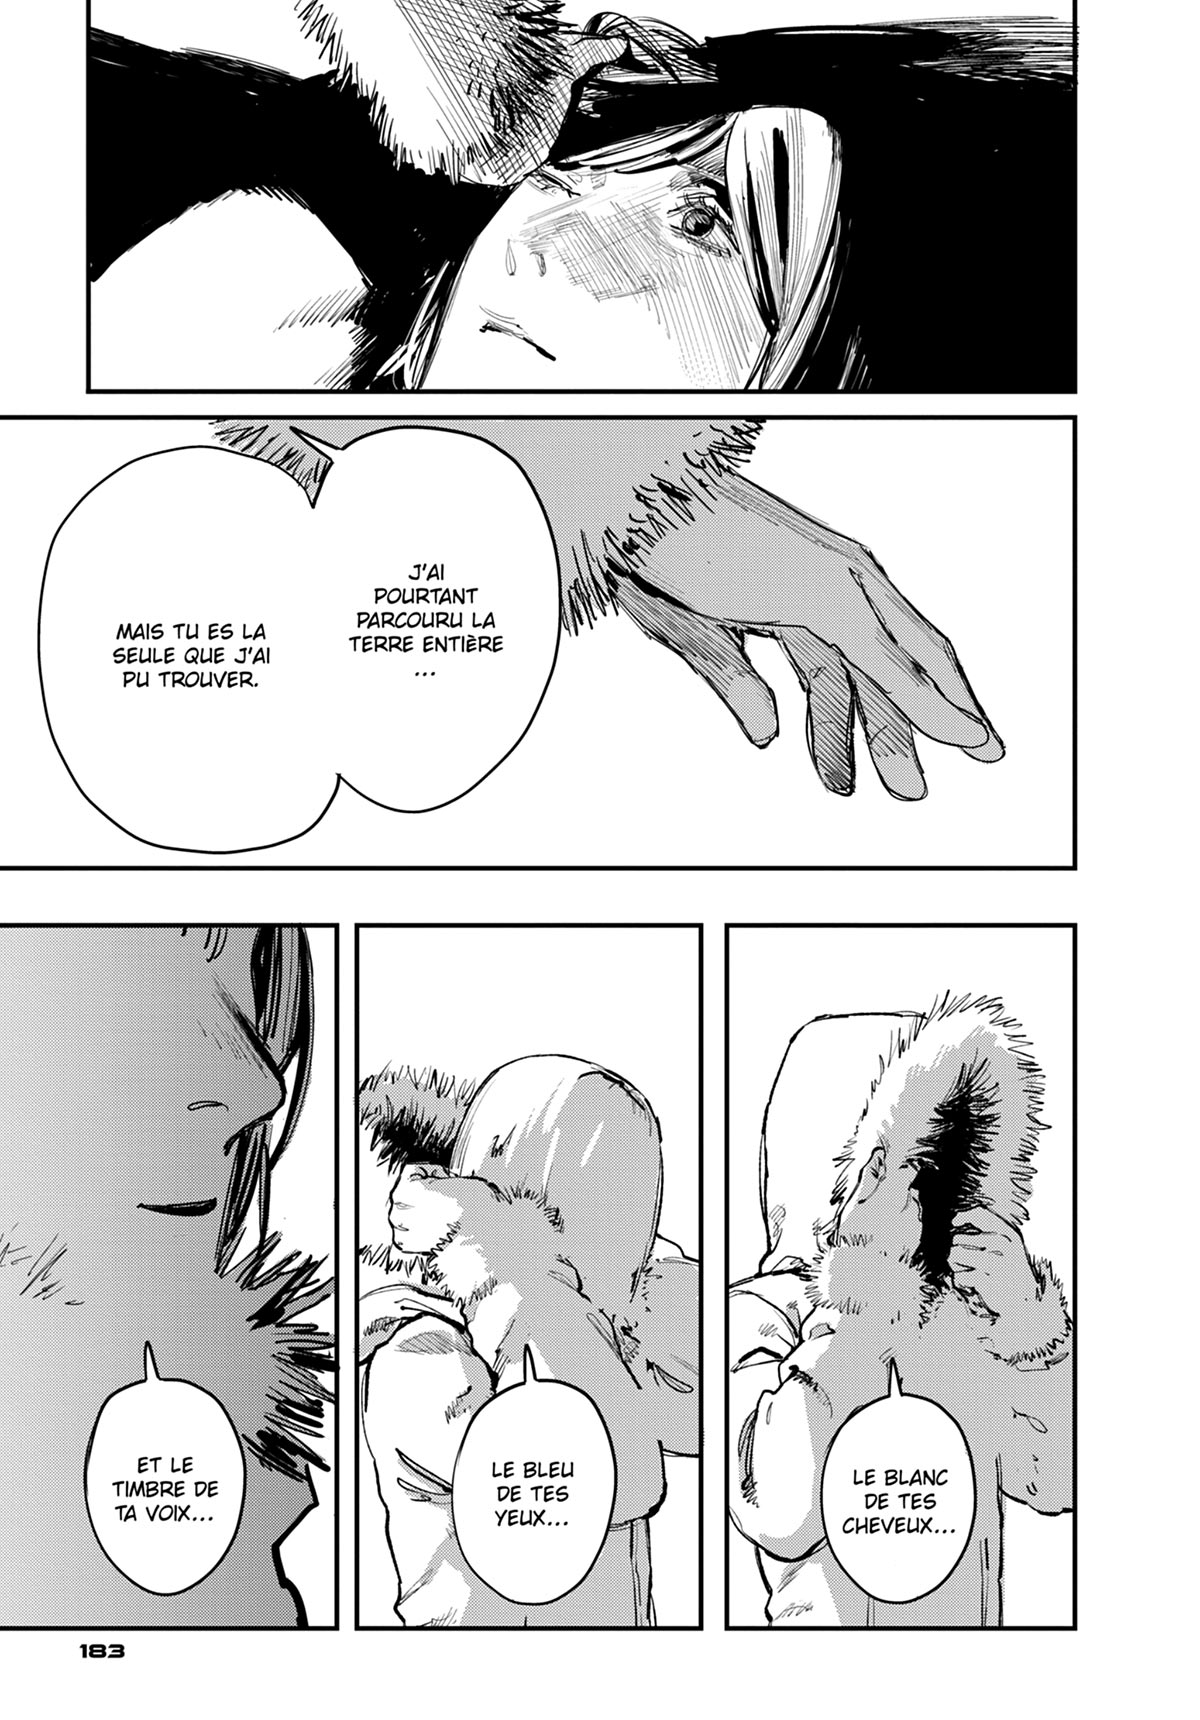 J'AI
POURTANT
PARCOURU LA
TERRE ENTIÈRE
...
MAIS TU ES LA
SEULE QUE J'AI
PU TROUVER.
LE BLANC
DE TES
CHEVEUX...
LE BLEU
DE TES
YEUX...
ET LE
TIMBRE DE
TA VOIX...
183